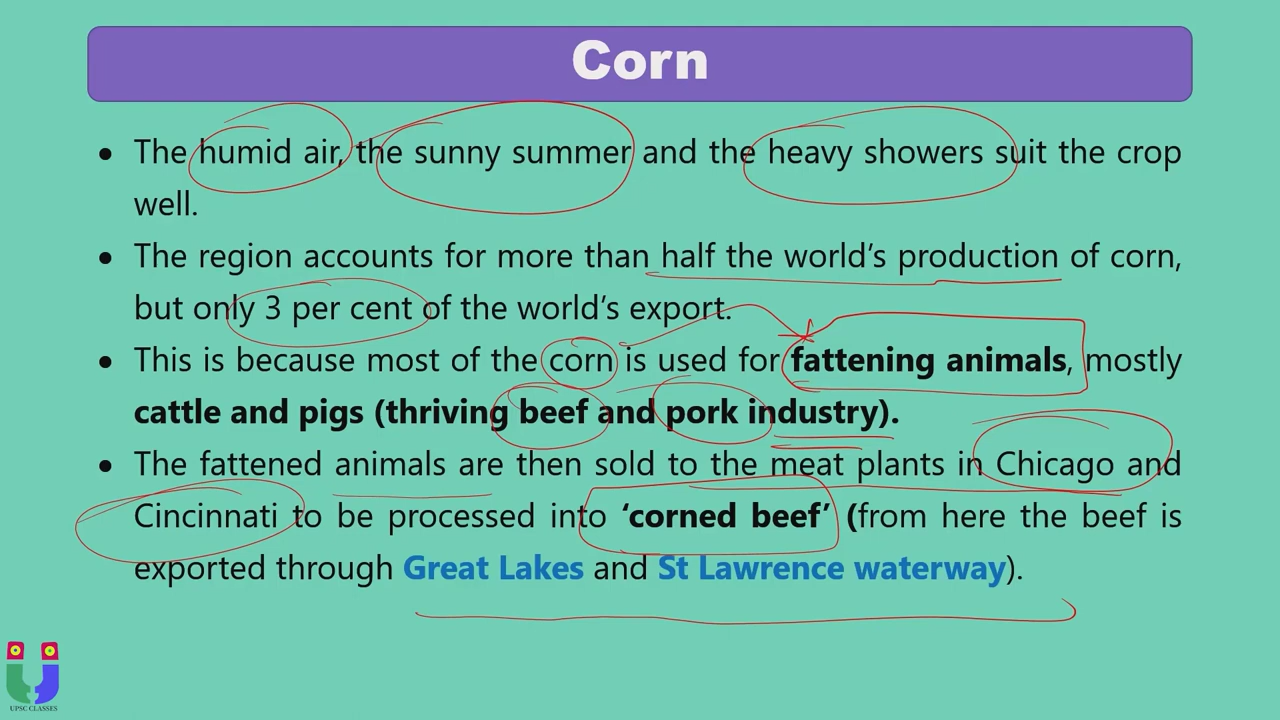 Corn
• The humid air, the sunny summer and the heavy showers suit the crop
well.
• The region accounts for more than half the world's production of corn,
but only 3 per cent of the world's export.
• This is because most of the corn is used for fattening animals, mostly
cattle and pigs (thriving beef and pork industry).
• The fattened animals are then sold to the meat plants in Chicago and
Cincinnati to be processed into ‘corned beef’ (from here the beef is
exported through Great Lakes and St Lawrence waterway).
UPSC CLASSES